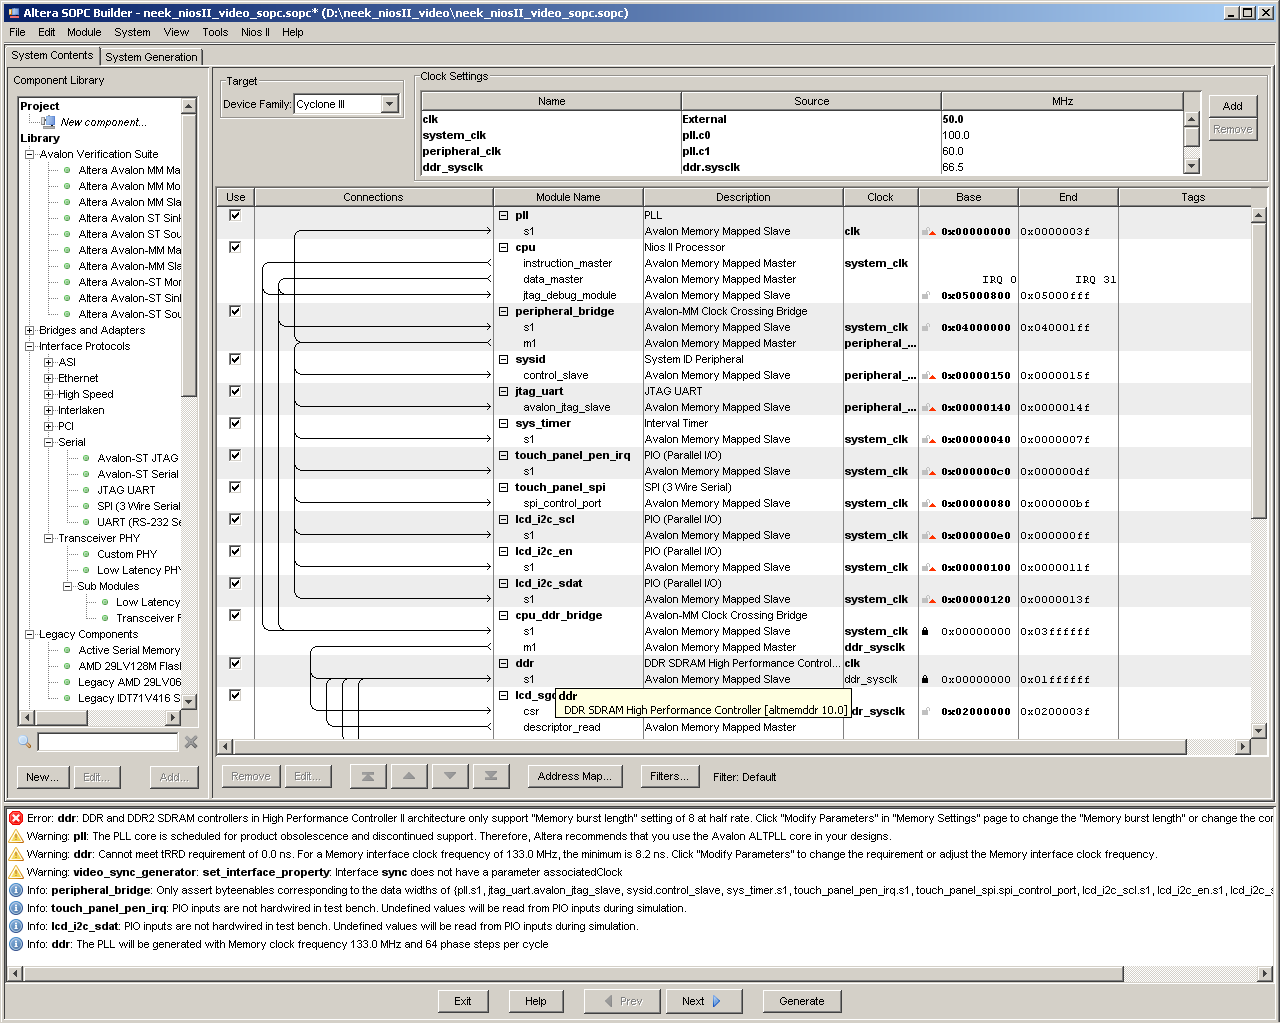 Altera SOPC Builder - neek_niosII_video_sopc.sopc* (D:\neek_niosII_video\neek_niosII_video_sopc.sopc)
File Edit Module System View Tools Nios II Help
System Contents System Generation
Component Library
Project
New component...
Library
Avalon Verification Suite
Altera Avalon MM Ma
Altera Avalon MM Mo
Altera Avalon MM Sla
Altera Avalon ST Sink
Altera Avalon ST Sou
Altera Avalon-MM Ma
Altera Avalon-MM Sla
Altera Avalon-ST Mor
Altera Avalon-ST Sinl
Altera Avalon-ST Sou
Bridges and Adapters
Interface Protocols
ASI
Ethernet
High Speed
Interlaken
PCI
Serial
Avalon-ST JTAG
Avalon-ST Serial
JTAG UART
SPI (3 Wire Serial)
UART (RS-232 Se
Transceiver PHY
Custom PHY
Low Latency PHY
Sub Modules
Low Latency
Transceiver F
Legacy Components
Active Serial Memory
AMD 29LV128M Flasl
Legacy AMD 29LV06
Legacy IDT71V416 S
New... Edit... Add...
Target
Device Family: Cyclone III
Clock Settings
Name Source MHz
clk External 50.0
system_clk pll.c0 100.0
peripheral_clk pll.c1 60.0
ddr_sysclk ddr.sysclk 66.5
Add
Remove
Use Connections Module Name Description Clock Base End Tags
pll PLL
s1 Avalon Memory Mapped Slave clk 0x00000000 0x0000003f
cpu Nios II Processor
instruction_master Avalon Memory Mapped Master system_clk
data_master Avalon Memory Mapped Master IRQ 0 IRQ 31
jtag_debug_module Avalon Memory Mapped Slave 0x05000800 0x05000fff
peripheral_bridge Avalon-MM Clock Crossing Bridge
s1 Avalon Memory Mapped Slave system_clk 0x04000000 0x040001ff
m1 Avalon Memory Mapped Master peripheral_...
sysid System ID Peripheral
control_slave Avalon Memory Mapped Slave peripheral_... 0x00000150 0x0000015f
jtag_uart JTAG UART
avalon_jtag_slave Avalon Memory Mapped Slave peripheral_... 0x00000140 0x0000014f
sys_timer Interval Timer
s1 Avalon Memory Mapped Slave system_clk 0x00000040 0x0000007f
touch_panel_pen_irq PIO (Parallel I/O)
s1 Avalon Memory Mapped Slave system_clk 0x000000c0 0x000000df
touch_panel_spi SPI (3 Wire Serial)
spi_control_port Avalon Memory Mapped Slave system_clk 0x00000080 0x000000bf
lcd_i2c_scl PIO (Parallel I/O)
s1 Avalon Memory Mapped Slave system_clk 0x000000e0 0x000000ff
lcd_i2c_en PIO (Parallel I/O)
s1 Avalon Memory Mapped Slave system_clk 0x00000100 0x0000011f
lcd_i2c_sdat PIO (Parallel I/O)
s1 Avalon Memory Mapped Slave system_clk 0x00000120 0x0000013f
cpu_ddr_bridge Avalon-MM Clock Crossing Bridge
s1 Avalon Memory Mapped Slave system_clk 0x00000000 0x03ffffff
m1 Avalon Memory Mapped Master ddr_sysclk
ddr DDR SDRAM High Performance Control... clk
s1 Avalon Memory Mapped Slave ddr_sysclk 0x00000000 0x01ffffff
lcd_sgd
ddr
DDR SDRAM High Performance Controller [altmemddr 10.0]
csr dr_sysclk 0x02000000 0x0200003f
descriptor_read Avalon Memory Mapped Master
Remove Edit... Address Map... Filters... Filter: Default
Error: ddr: DDR and DDR2 SDRAM controllers in High Performance Controller II architecture only support "Memory burst length" setting of 8 at half rate. Click "Modify Parameters" in "Memory Settings" page to change the "Memory burst length" or change the cor
Warning: pll: The PLL core is scheduled for product obsolescence and discontinued support. Therefore, Altera recommends that you use the Avalon ALTPLL core in your designs.
Warning: ddr: Cannot meet tRRD requirement of 0.0 ns. For a Memory interface clock frequency of 133.0 MHz, the minimum is 8.2 ns. Click "Modify Parameters" to change the requirement or adjust the Memory interface clock frequency.
Warning: video_sync_generator: set_interface_property: Interface sync does not have a parameter associatedClock
Info: peripheral_bridge: Only assert byteenables corresponding to the data widths of {pll.s1, jtag_uart.avalon_jtag_slave, sysid.control_slave, sys_timer.s1, touch_panel_pen_irq.s1, touch_panel_spi.spi_control_port, lcd_i2c_scl.s1, lcd_i2c_en.s1, lcd_i2c_s
Info: touch_panel_pen_irq: PIO inputs are not hardwired in test bench. Undefined values will be read from PIO inputs during simulation.
Info: lcd_i2c_sdat: PIO inputs are not hardwired in test bench. Undefined values will be read from PIO inputs during simulation.
Info: ddr: The PLL will be generated with Memory clock frequency 133.0 MHz and 64 phase steps per cycle
Exit Help Prev Next Generate